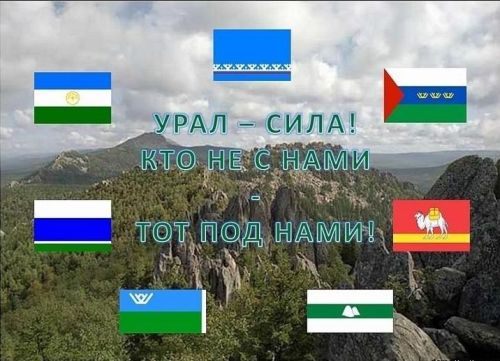 УРАЛ – СИЛА!
КТО НЕ С НАМИ
-
ТОТ ПОД НАМИ!